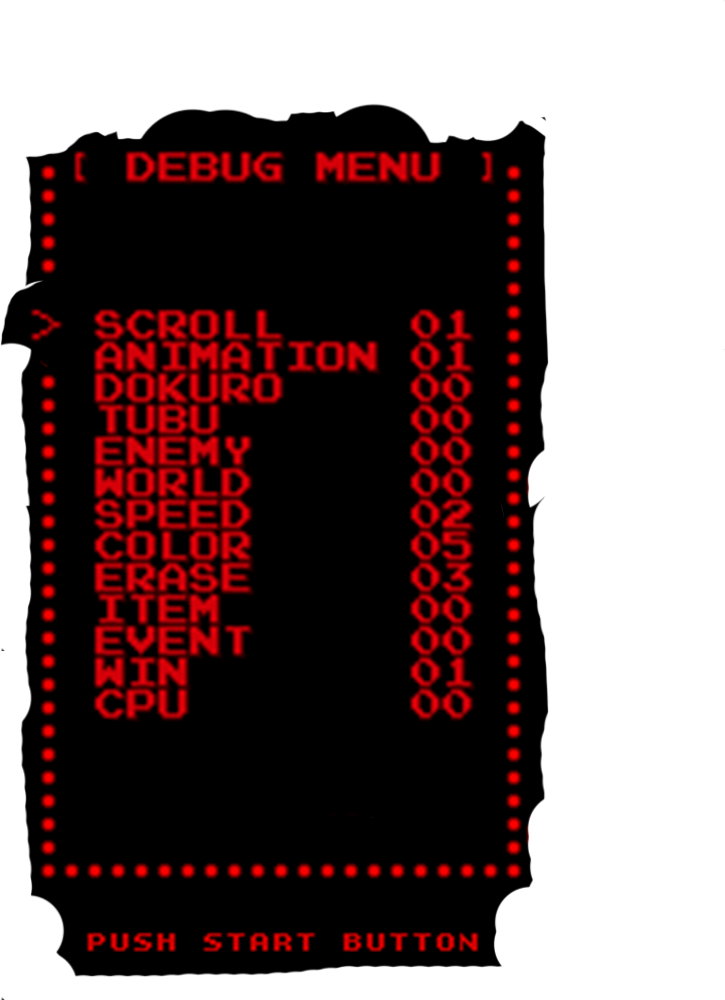 [ DEBUG MENU ]
> SCROLL 01
ANIMATION 01
DOKURO 00
TUBU 00
ENEMY 00
WORLD 00
SPEED 02
COLOR 05
ERASE 03
ITEM 00
EVENT 00
WIN 01
CPU 00
PUSH START BUTTON